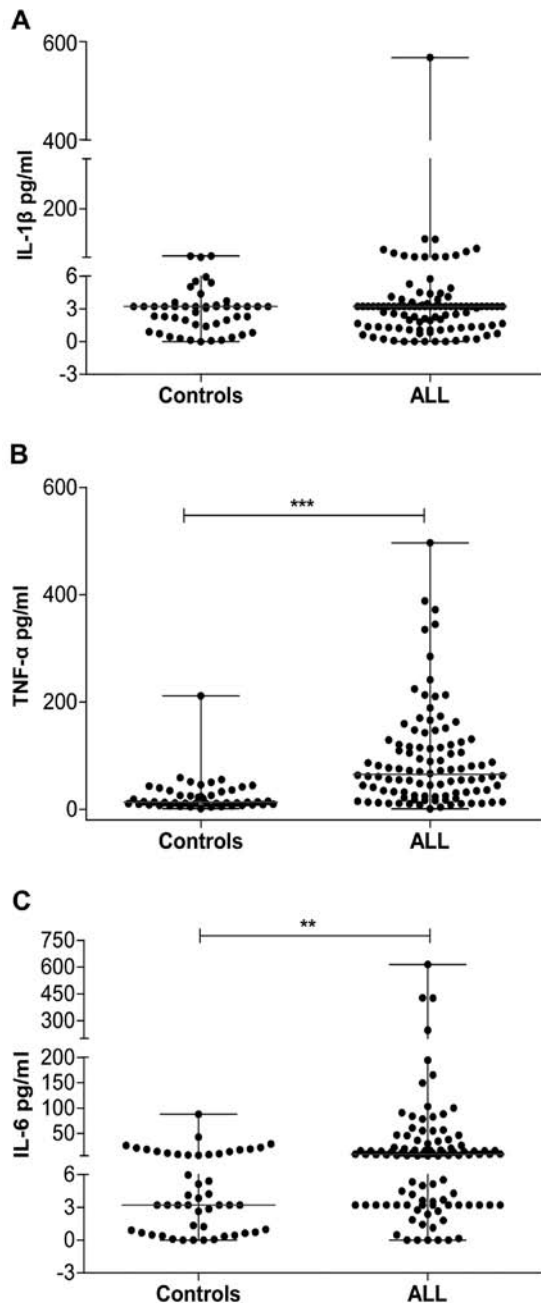 A
600
400
200
6
3
0
-3
IL-1β pg/ml
Controls ALL
B
600
400
200
0
TNF-α pg/ml
***
Controls ALL
C
750
600
450
300
200
150
100
50
6
3
0
-3
IL-6 pg/ml
**
Controls ALL